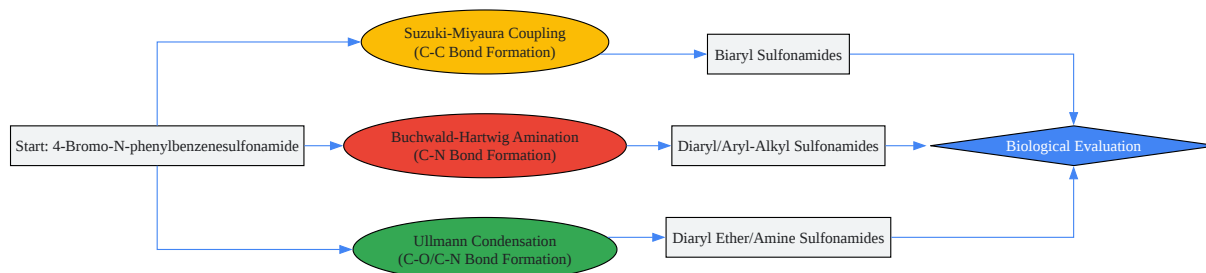 Suzuki-Miyaura Coupling
(C-C Bond Formation)
Biaryl Sulfonamides
Start: 4-Bromo-N-phenylbenzenesulfonamide
Buchwald-Hartwig Amination
(C-N Bond Formation)
Diaryl/Aryl-Alkyl Sulfonamides
Biological Evaluation
Ullmann Condensation
(C-O/C-N Bond Formation)
Diaryl Ether/Amine Sulfonamides